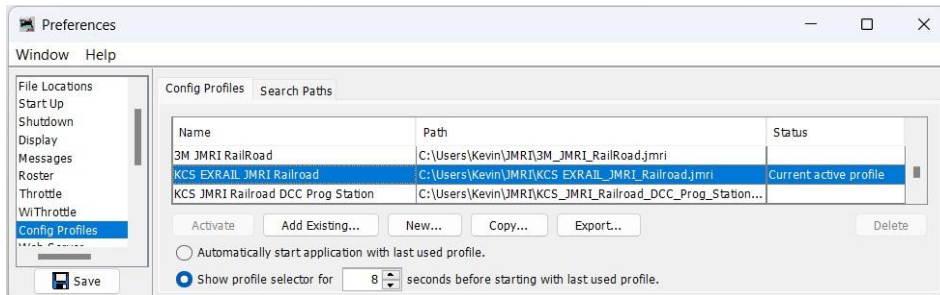 Preferences
Window Help
File Locations
Start Up
Shutdown
Display
Messages
Roster
Throttle
WiThrottle
Config Profiles
Save
Config Profiles Search Paths
Name Path Status
3M JMRI RailRoad C:\Users\Kevin\JMRI\3M_JMRI_RailRoad.jmri
KCS EXRAIL JMRI Railroad C:\Users\Kevin\JMRI\KCS EXRAIL_JMRI_Railroad.jmri Current active profile
KCS JMRI Railroad DCC Prog Station C:\Users\Kevin\JMRI\KCS_JMRI_Railroad_DCC_Prog_Station...
Activate Add Existing... New... Copy... Export... Delete
Automatically start application with last used profile.
Show profile selector for 8 seconds before starting with last used profile.